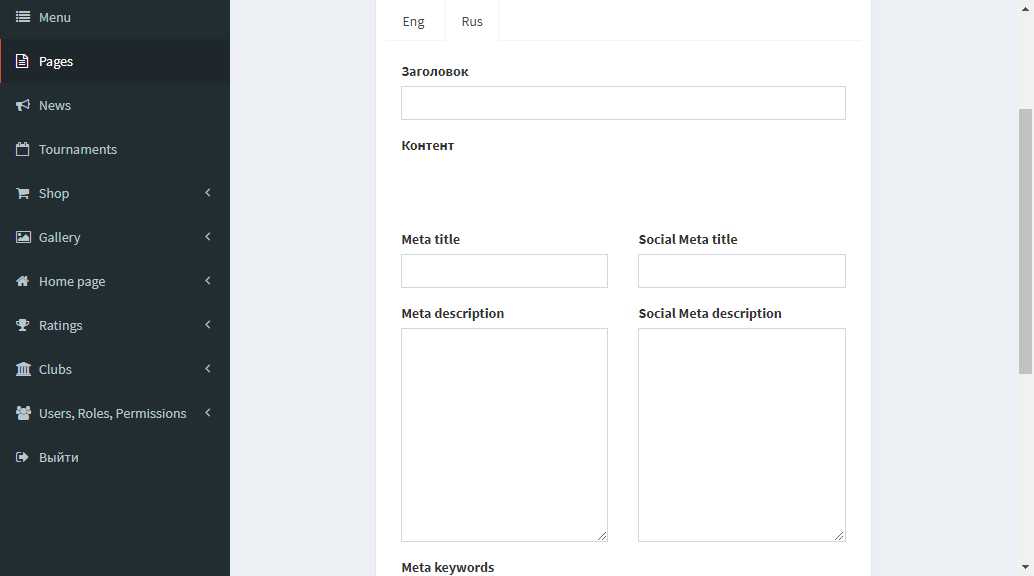 Menu
Pages
News
Tournaments
Shop
Gallery
Home page
Ratings
Clubs
Users, Roles, Permissions
Выйти
Eng Rus
Заголовок
Контент
Meta title Social Meta title
Meta description Social Meta description
Meta keywords